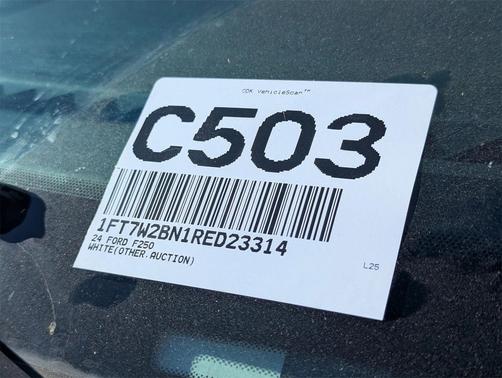 CDK VehicleScan™
C503
1FT7W2BN1RED23314
24 FORD F250
WHITE(OTHER.AUCTION)
L25